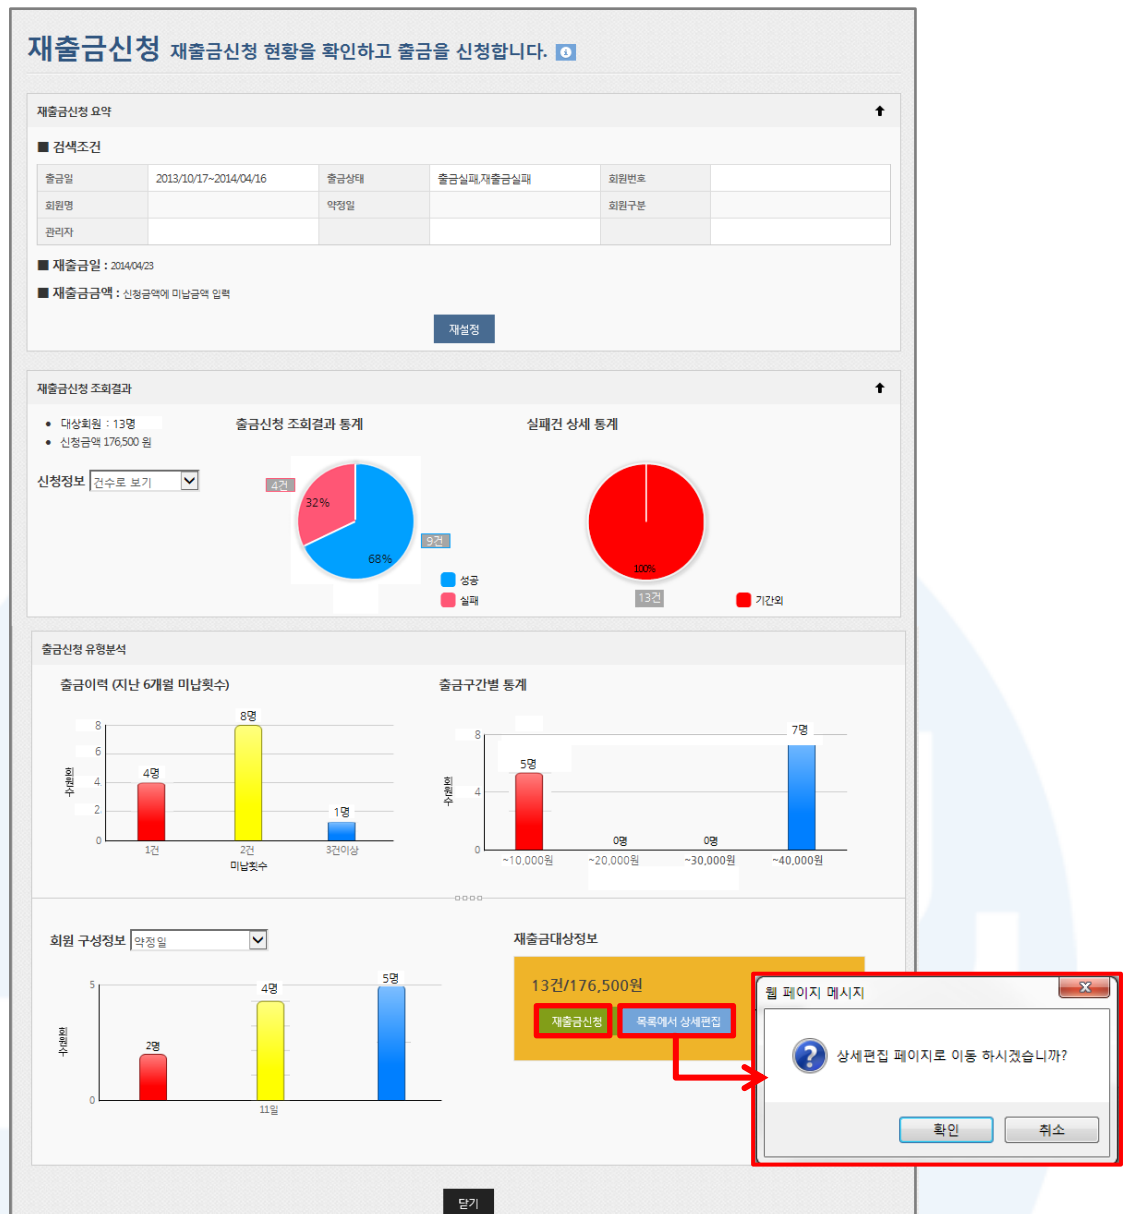 재출금신청 재출금신청 현황을 확인하고 출금을 신청합니다.
재출금신청 요약
■ 검색조건
출금일 2013/10/17~2014/04/16 출금상태 출금실패,재출금실패 회원번호
회원명 약정일 회원구분
관리자
■ 재출금일 : 2014/04/23
■ 재출금금액 : 신청금액에 미납금액 입력
재설정
재출금신청 조회결과
• 대상회원 : 13명
• 신청금액 176,500 원
신청정보 건수로 보기
출금신청 조회결과 통계
4건
32%
9건
68%
성공
실패
실패건 상세 통계
100%
13건
기간외
출금신청 유형분석
출금이력 (지난 6개월 미납횟수)
회원수
8
6
4
2
0
4명
8명
1명
1건 2건 3건이상
미납횟수
출금구간별 통계
회원수
8
4
0
5명
0명
0명
7명
~10,000원 ~20,000원 ~30,000원 ~40,000원
회원 구성정보 약정일
회원수
5
0
2명
4명
5명
11일
재출금대상정보
13건/176,500원
재출금신청 목록에서 상세편집
웹 페이지 메시지
상세편집 페이지로 이동 하시겠습니까?
확인 취소
닫기